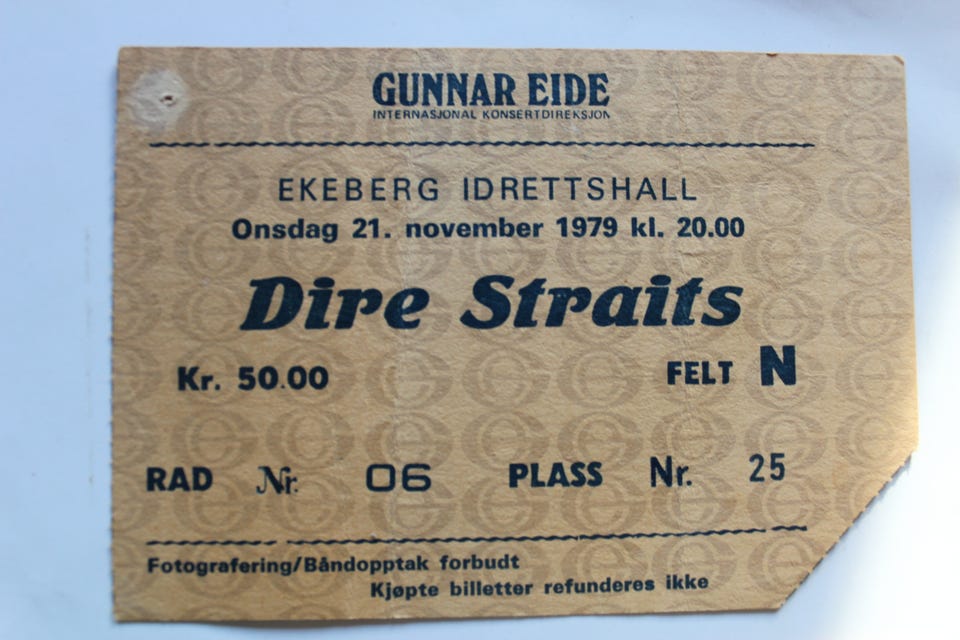 GUNNAR EIDE
INTERNASJONAL KONSERTDIREKSJON
EKEBERG IDRETTSHALL
Onsdag 21. november 1979 kl. 20.00
Dire Straits
Kr. 50.00 FELT N
RAD Nr. 06 PLASS Nr. 25
Fotografering/Båndopptak forbudt
Kjøpte billetter refunderes ikke